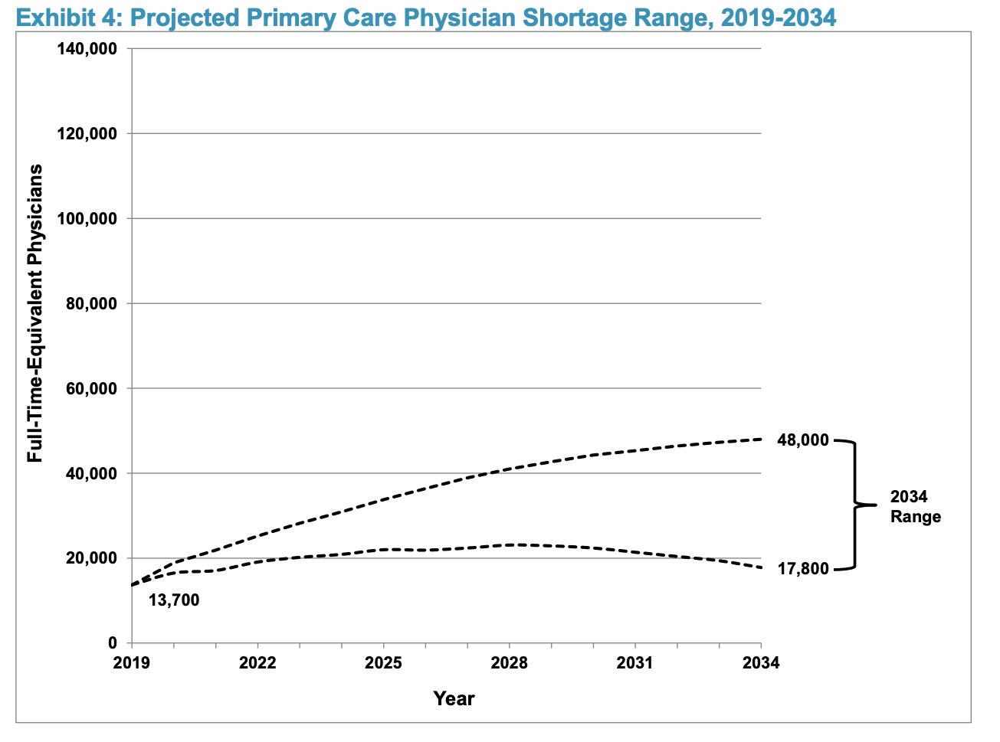 Exhibit 4: Projected Primary Care Physician Shortage Range, 2019-2034
140,000
120,000
100,000
80,000
60,000
40,000
20,000
0
Full-Time-Equivalent Physicians
48,000
2034
Range
17,800
13,700
2019 2022 2025 2028 2031 2034
Year